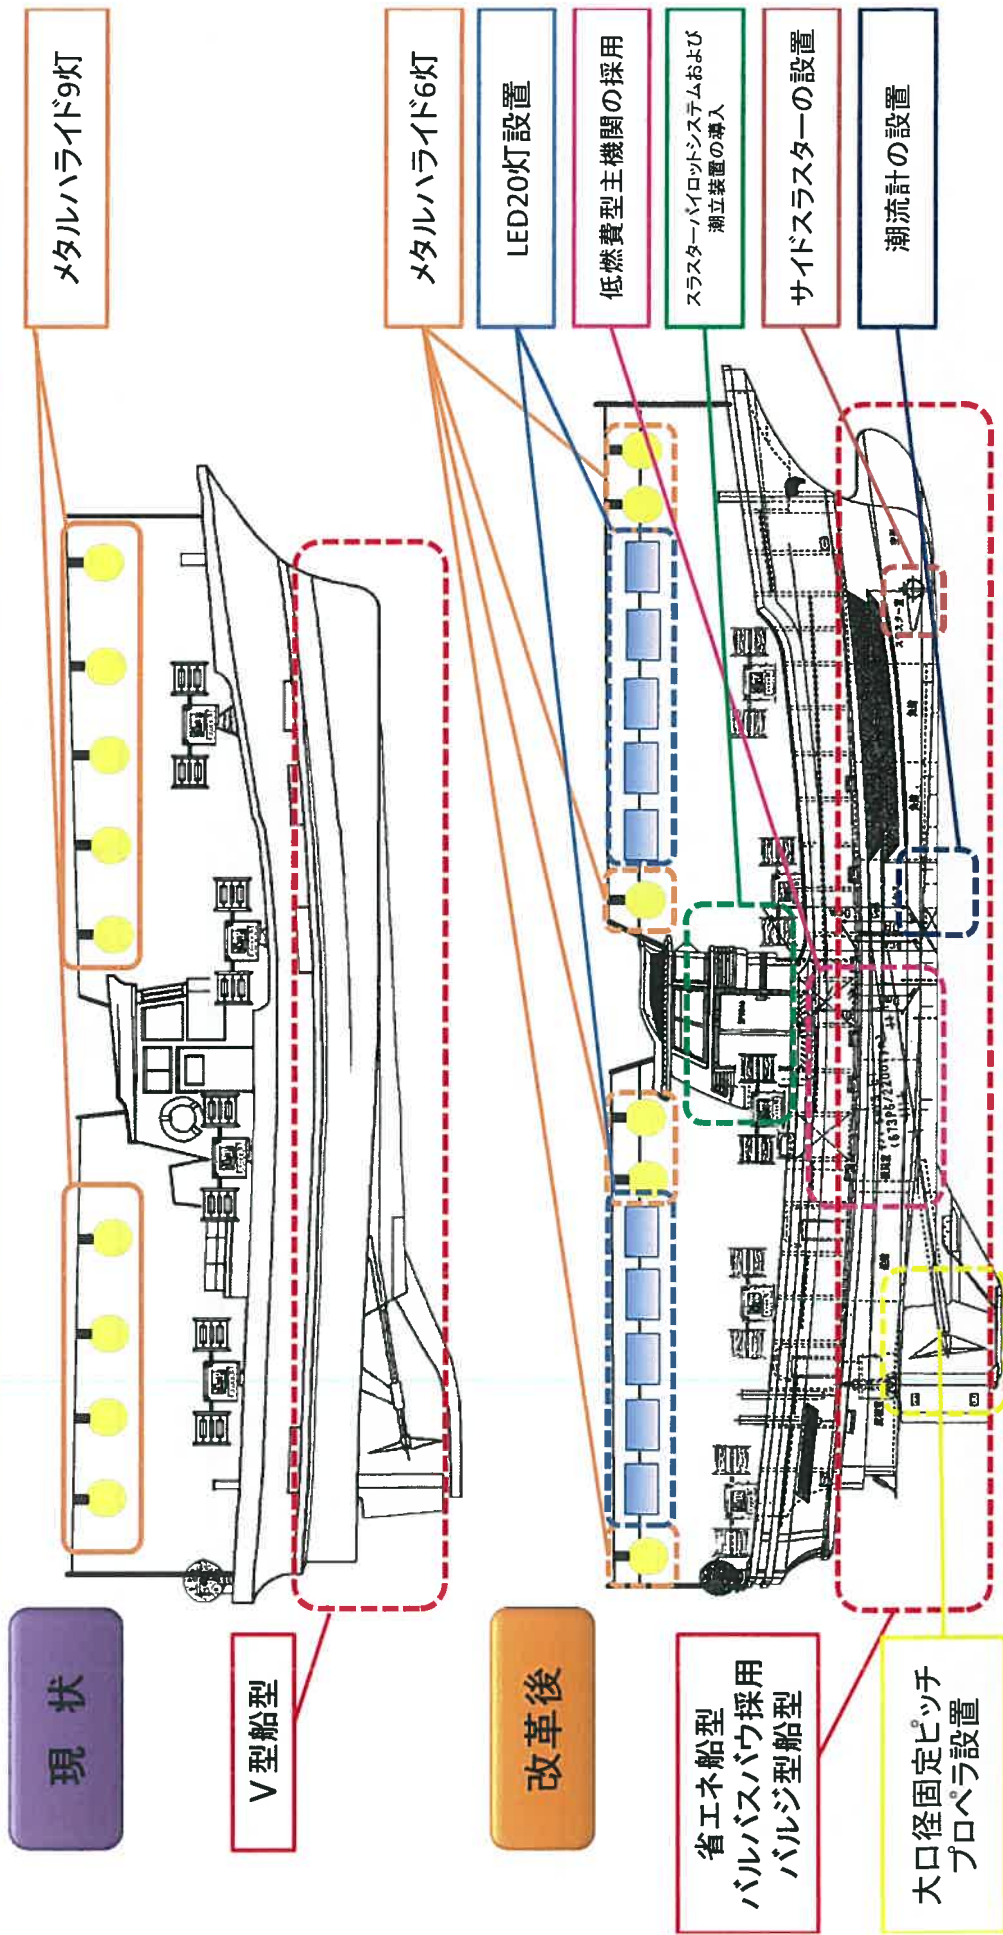 現　状
メタルハライド9灯
V型船型
改革後
メタルハライド6灯
LED20灯設置
低燃費型主機関の採用
スラスターパイロットシステムおよび
潮立装置の導入
サイドスラスターの設置
潮流計の設置
省エネ船型
バルバスバウ採用
バルジ型船型
大口径固定ピッチ
プロペラ設置